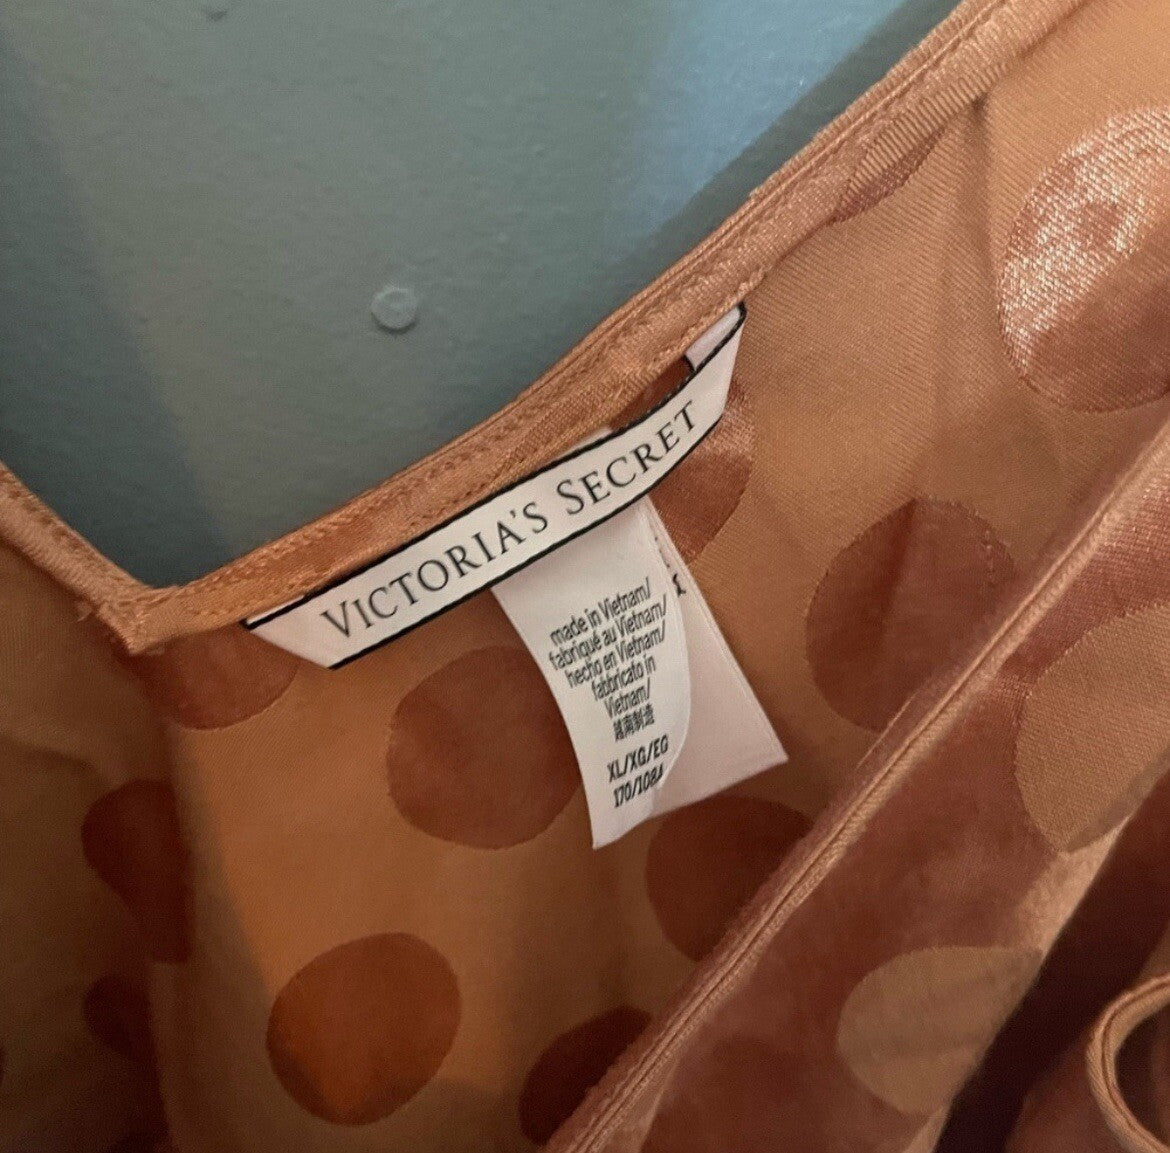 VICTORIA'S SECRET
made in Vietnam/
fabriqué au Vietnam/
hecho en Vietnam/
fabbricato in
Vietnam/
越南制造
XL/XG/EG
170/108A